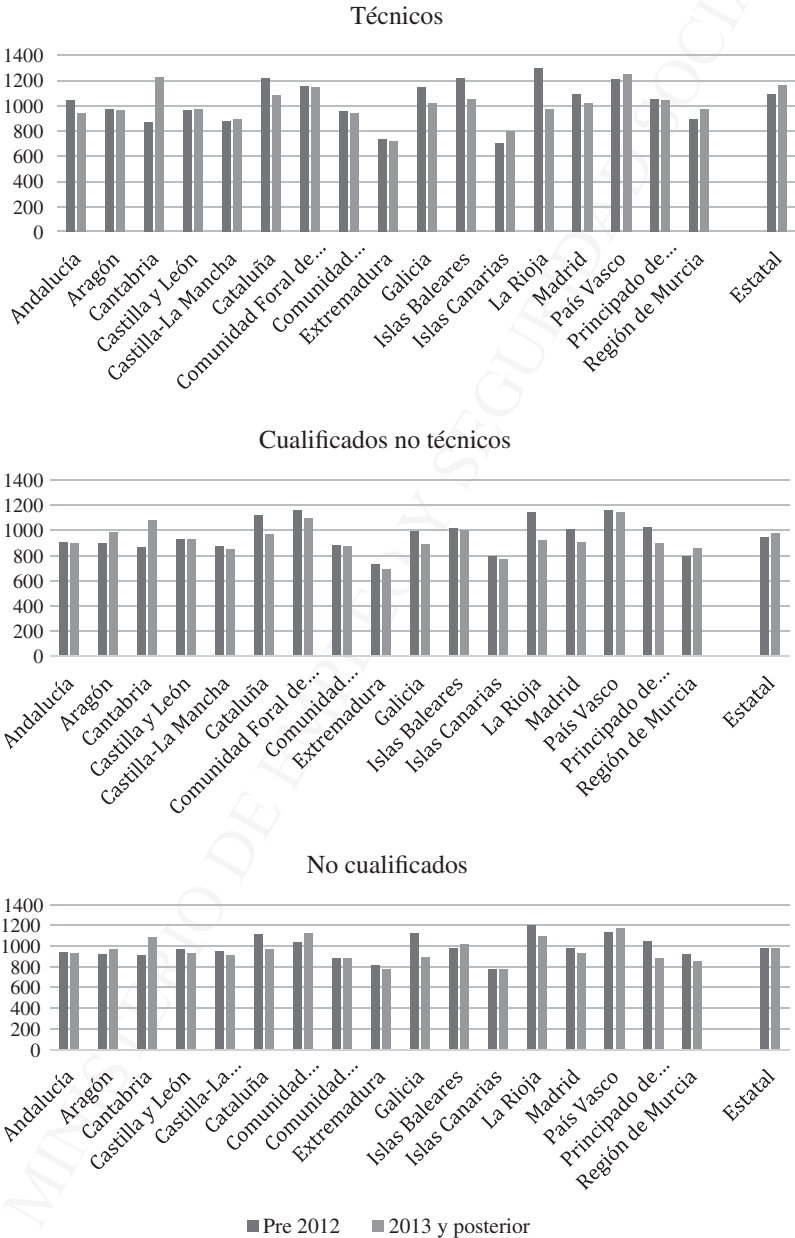 Técnicos
1400
1200
1000
800
600
400
200
0
Andalucía
Aragón
Cantabria
Castilla y León
Castilla-La Mancha
Cataluña
Comunidad Foral de...
Comunidad...
Extremadura
Galicia
Islas Baleares
Islas Canarias
La Rioja
Madrid
País Vasco
Principado de...
Región de Murcia
Estatal
Cualificados no técnicos
1400
1200
1000
800
600
400
200
0
Andalucía
Aragón
Cantabria
Castilla y León
Castilla-La Mancha
Cataluña
Comunidad Foral de...
Comunidad...
Extremadura
Galicia
Islas Baleares
Islas Canarias
La Rioja
Madrid
País Vasco
Principado de...
Región de Murcia
Estatal
No cualificados
1400
1200
1000
800
600
400
200
0
Andalucía
Aragón
Cantabria
Castilla y León
Castilla-La...
Cataluña
Comunidad...
Comunidad...
Extremadura
Galicia
Islas Baleares
Islas Canarias
La Rioja
Madrid
País Vasco
Principado de...
Región de Murcia
Estatal
Pre 2012
2013 y posterior
MINISTERIO DE EMPLEO Y SEGURIDAD SOCIA